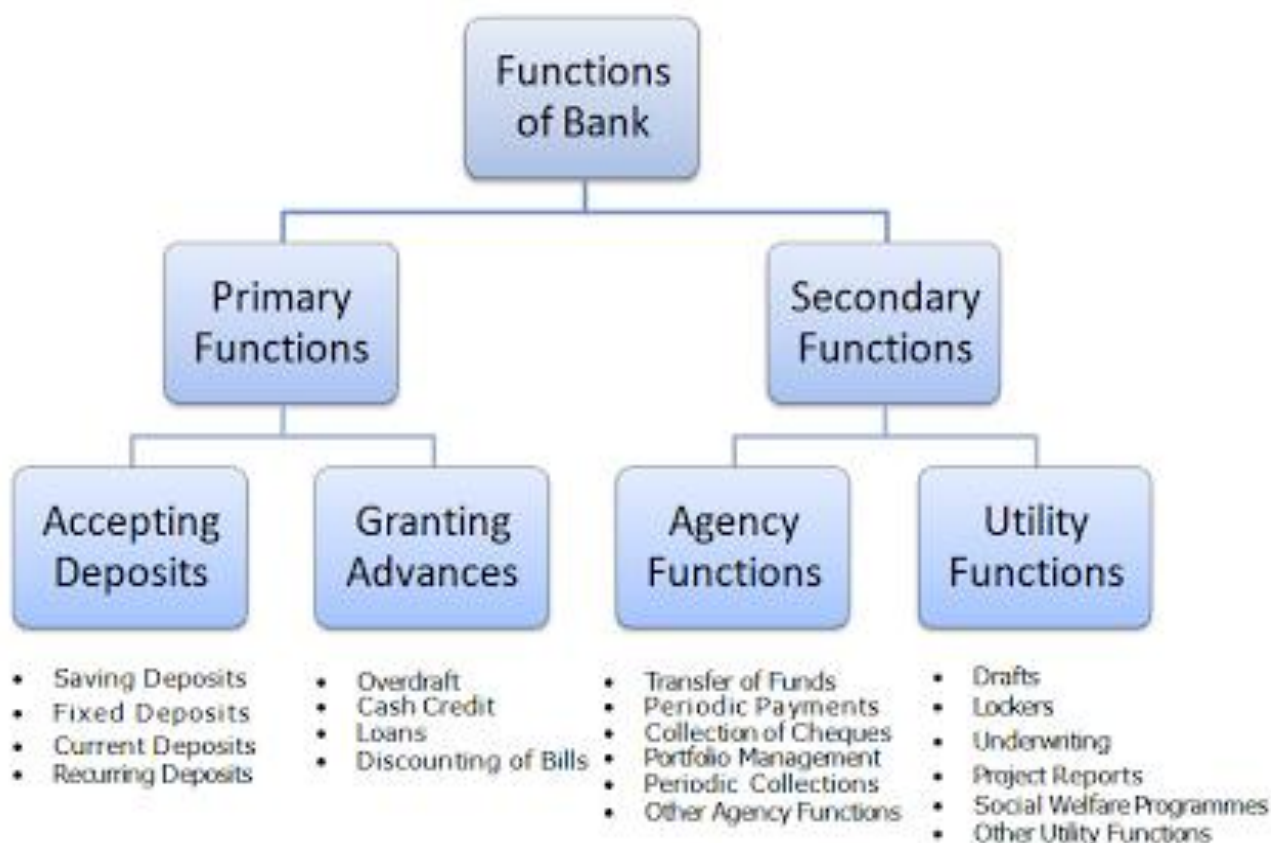 Functions
of Bank
Primary
Functions
Secondary
Functions
Accepting
Deposits
Granting
Advances
Agency
Functions
Utility
Functions
• Saving Deposits
• Fixed Deposits
• Current Deposits
• Recurring Deposits
• Overdraft
• Cash Credit
• Loans
• Discounting of Bills
• Transfer of Funds
• Periodic Payments
• Collection of Cheques
• Portfolio Management
• Periodic Collections
• Other Agency Functions
• Drafts
• Lockers
• Underwriting
• Project Reports
• Social Welfare Programmes
• Other Utility Functions